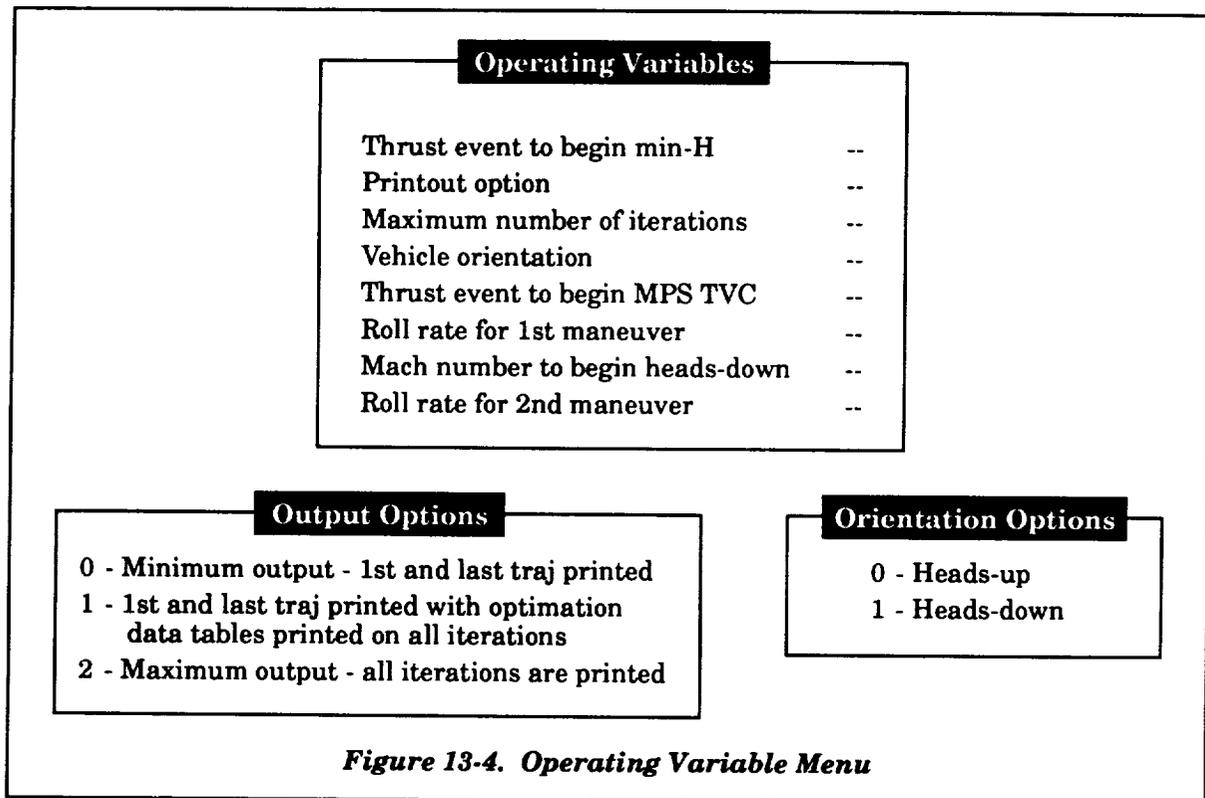 Operating Variables
Thrust event to begin min-H --
Printout option --
Maximum number of iterations --
Vehicle orientation --
Thrust event to begin MPS TVC --
Roll rate for 1st maneuver --
Mach number to begin heads-down --
Roll rate for 2nd maneuver --
Output Options
0 - Minimum output - 1st and last traj printed
1 - 1st and last traj printed with optimation
data tables printed on all iterations
2 - Maximum output - all iterations are printed
Orientation Options
0 - Heads-up
1 - Heads-down
Figure 13-4. Operating Variable Menu